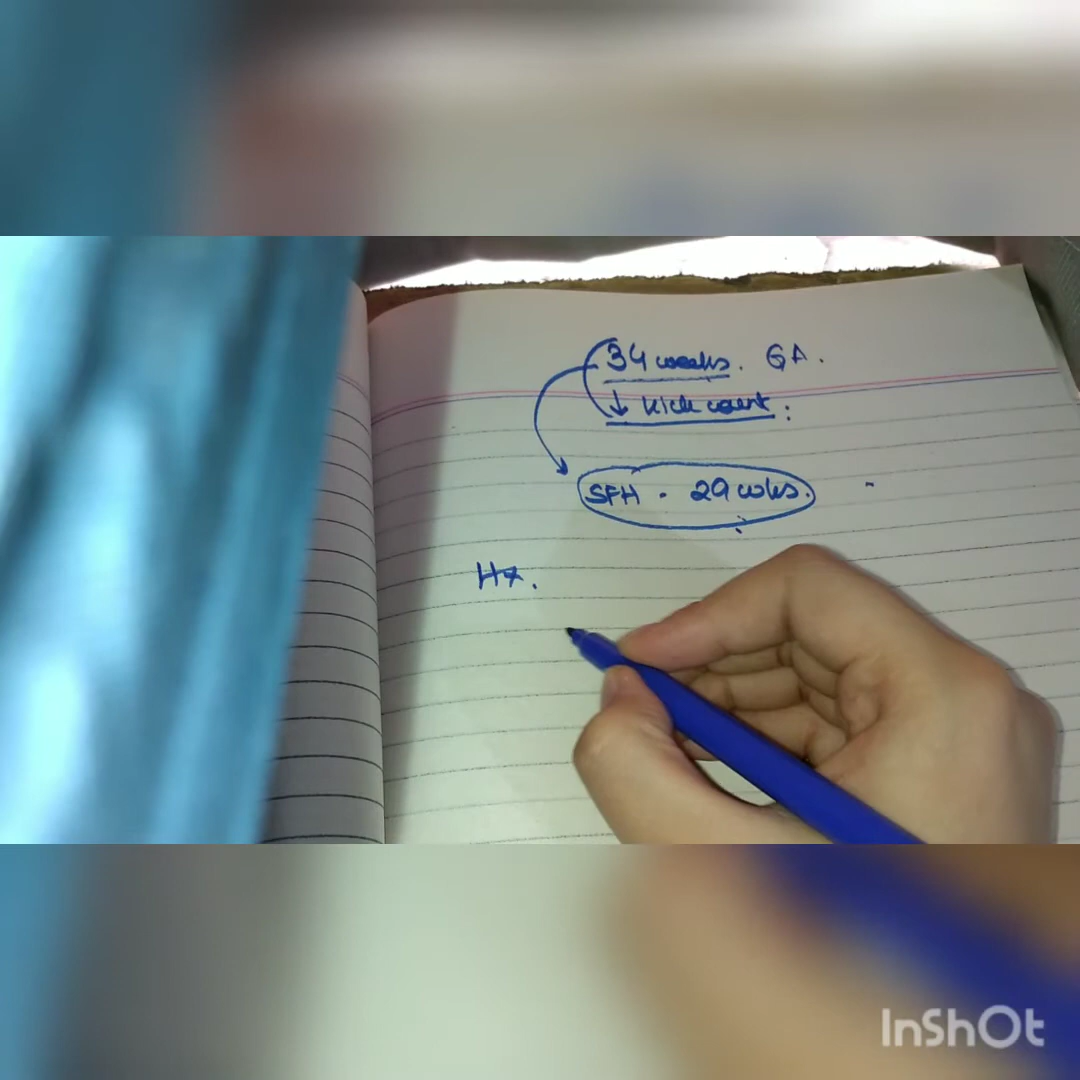 34 weeks. GA.
↓ kick count:
SFH - 29 wks.
Hx.
InShOt